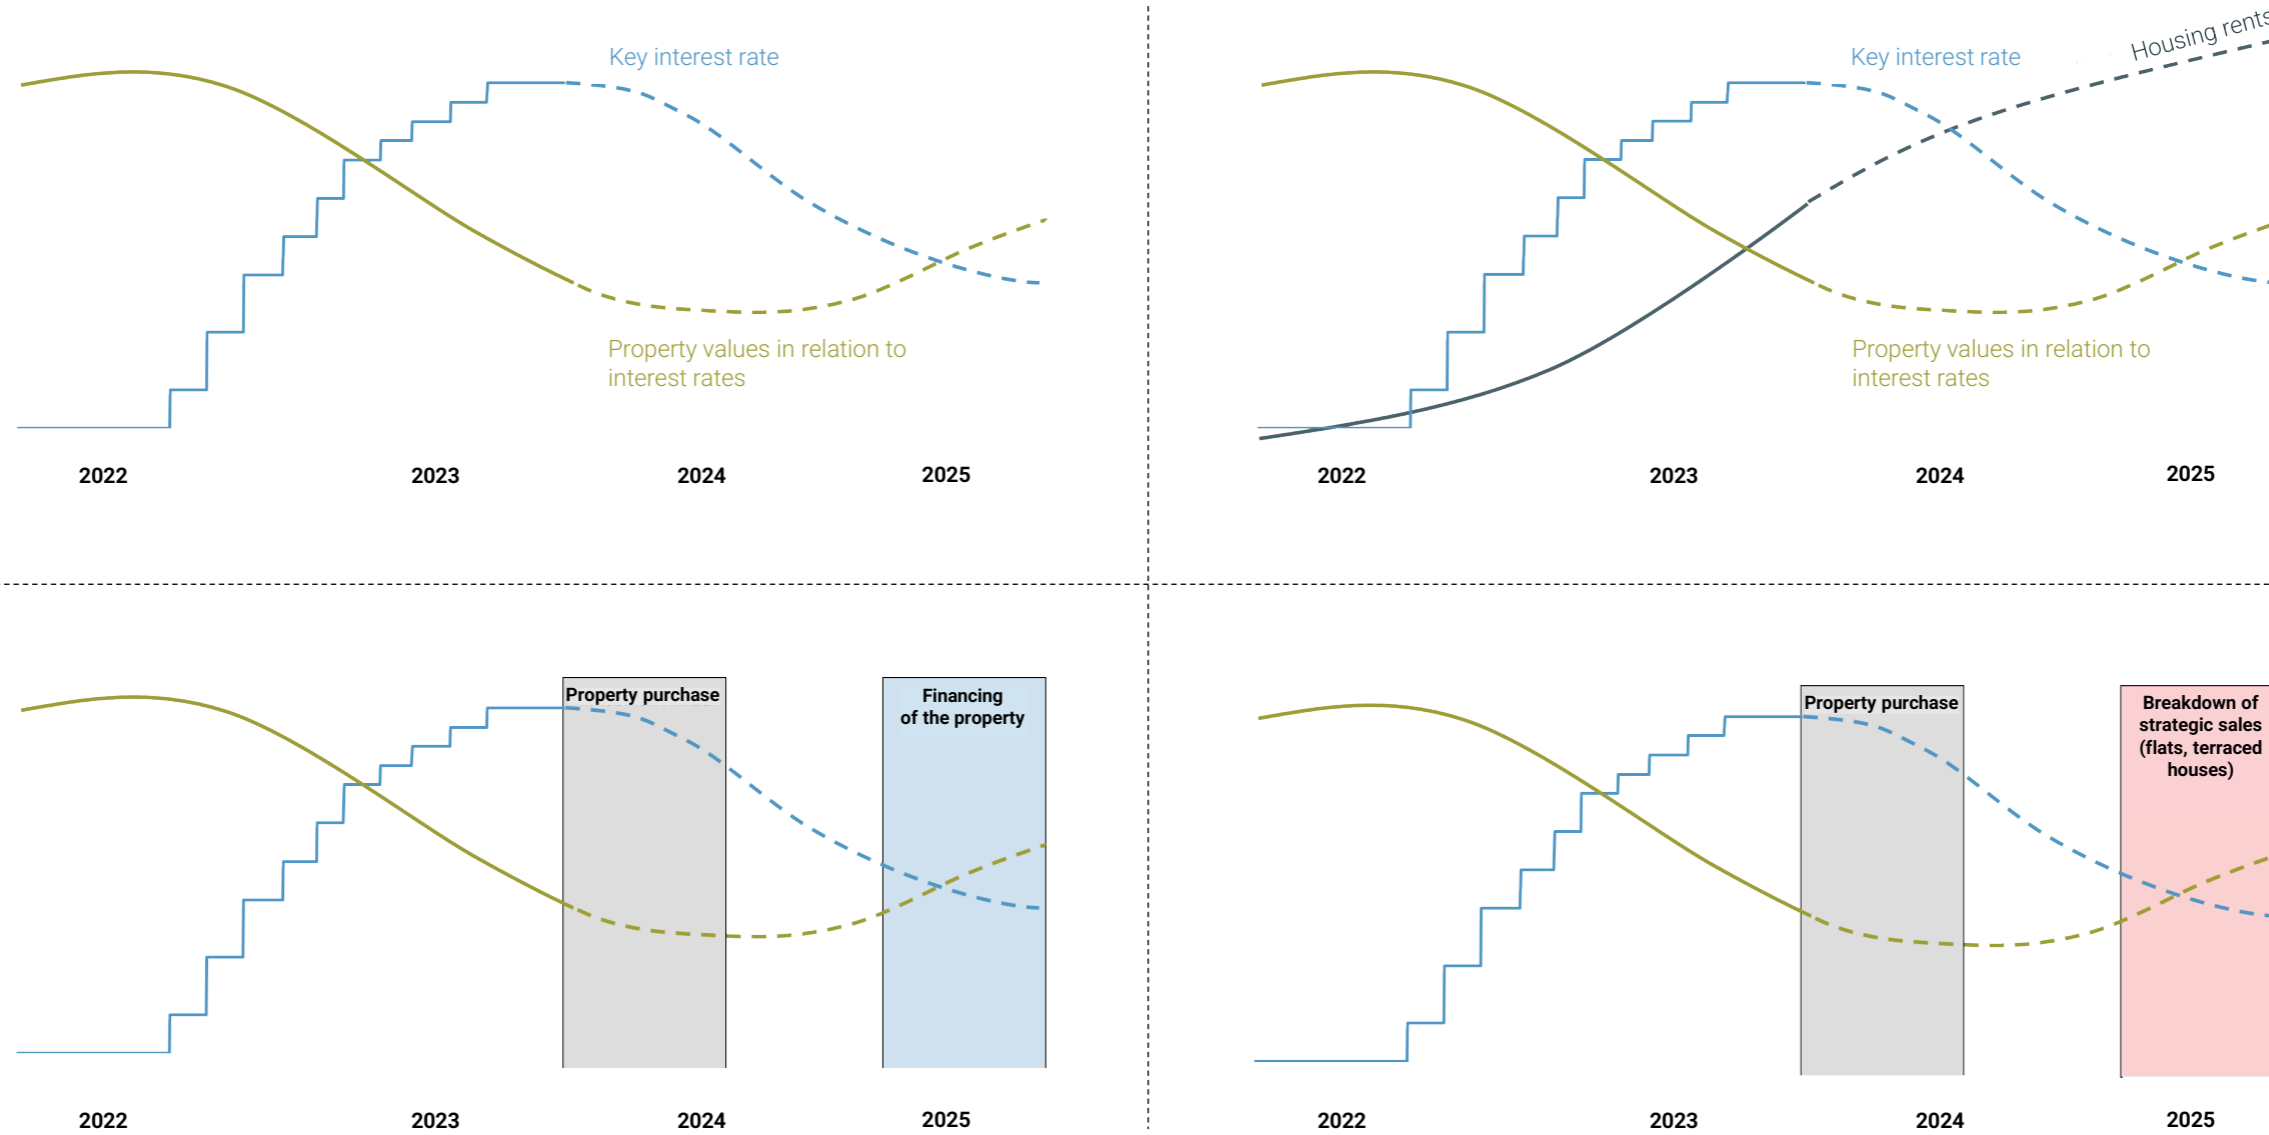 Key interest rate
Property values in relation to
interest rates
2022
2023
2024
2025
Housing rents
Key interest rate
Property values in relation to
interest rates
2022
2023
2024
2025
Property purchase
Financing
of the property
2022
2023
2024
2025
Property purchase
Breakdown of
strategic sales
(flats, terraced
houses)
2022
2023
2024
2025